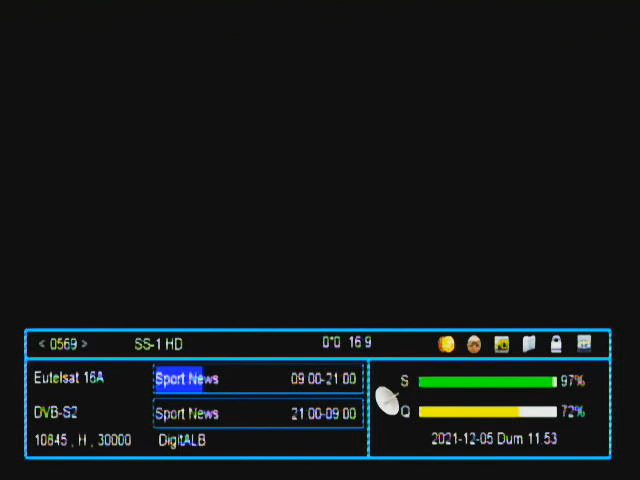 < 0569 > SS-1 HD 0*0 16:9
Eutelsat 16A Sport News 09:00-21:00 S 97%
DVB-S2 Sport News 21:00-09:00 Q 72%
10845 , H , 30000 DigitALB 2021-12-05 Dum 11:53